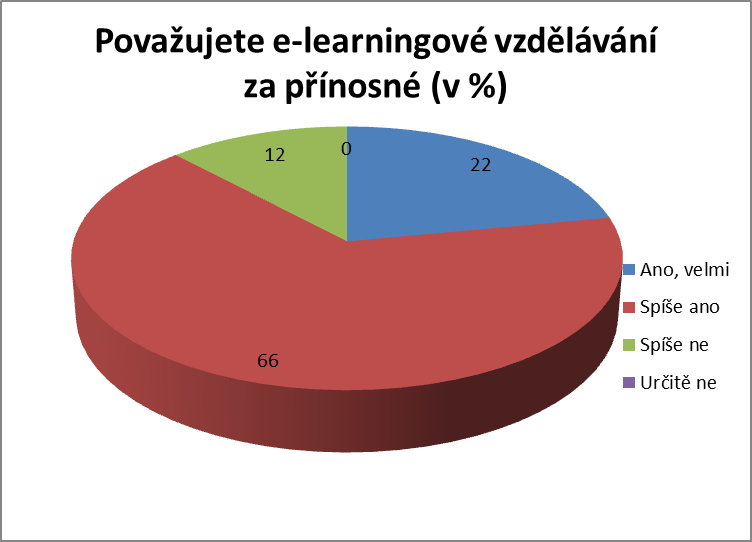 Považujete e-learningové vzdělávání
za přínosné (v %)
12
0
22
66
Ano, velmi
Spíše ano
Spíše ne
Určitě ne